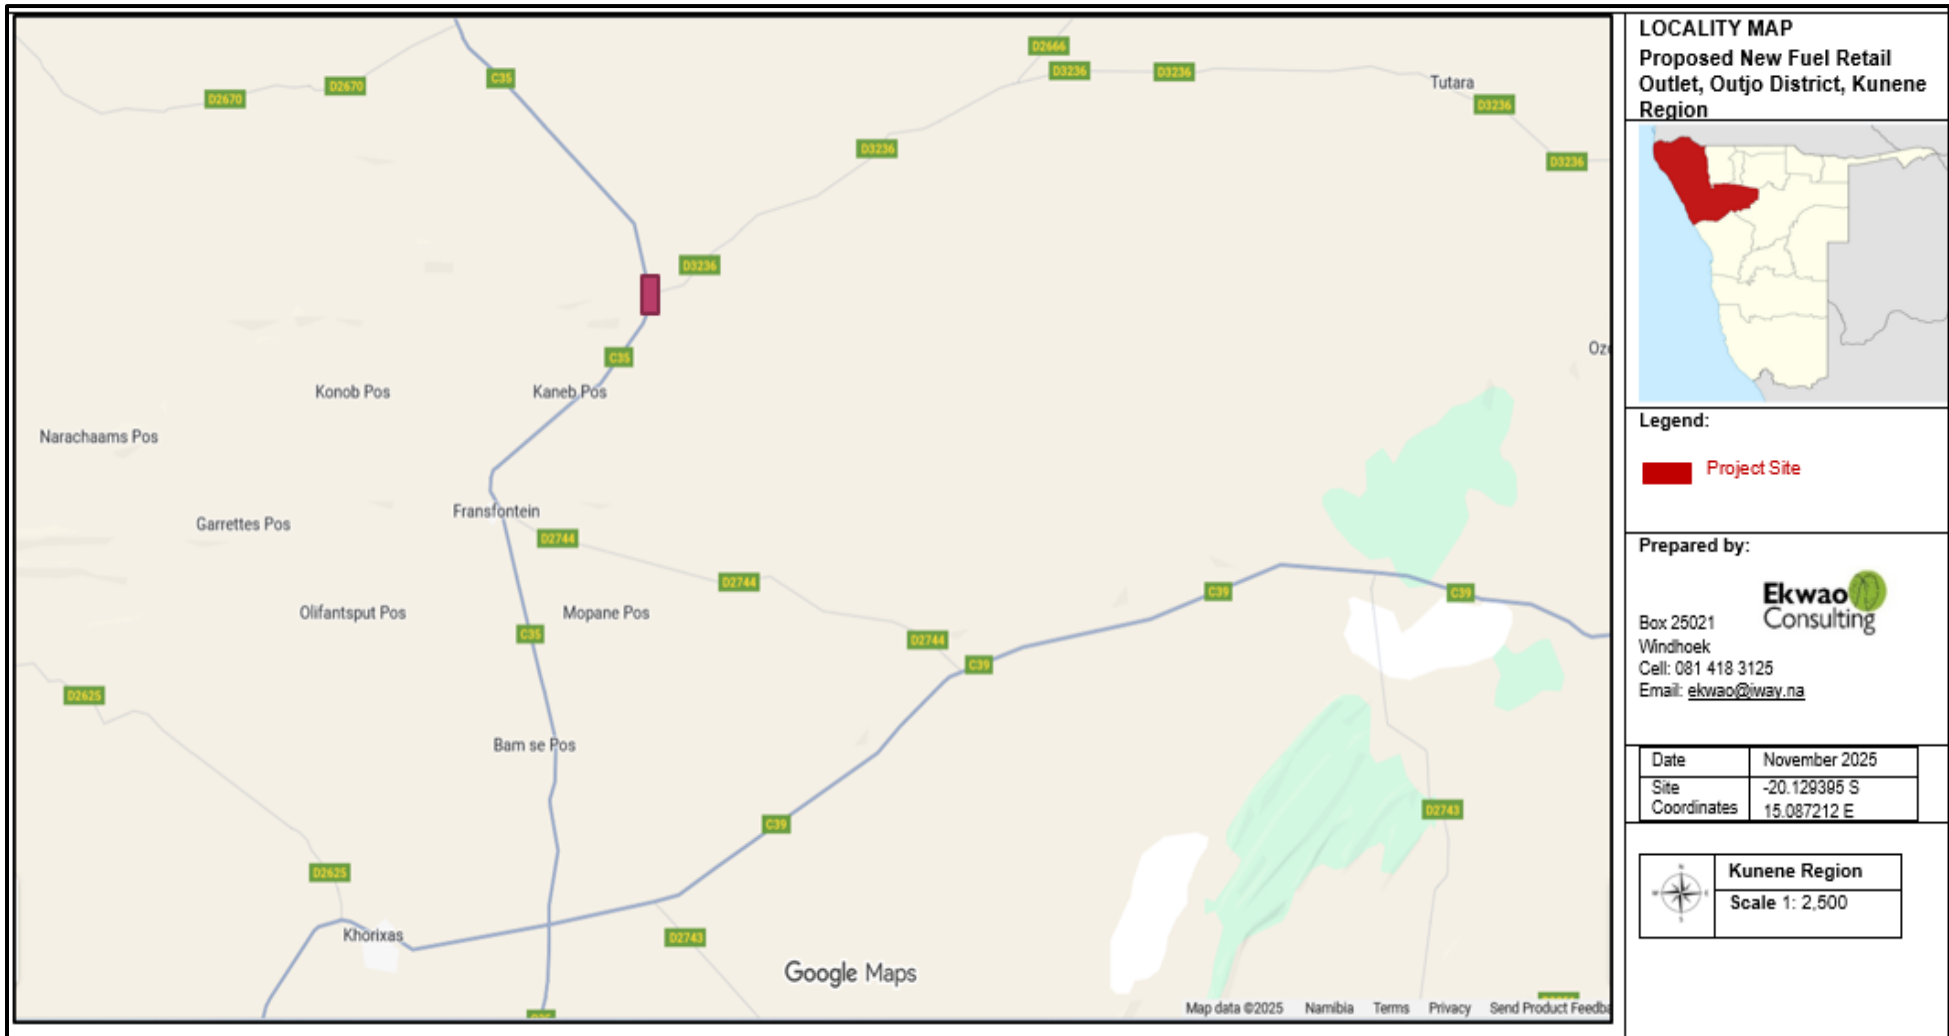 D2666
D3236
D3236
C35
Tutara
D2670
D2670
D3236
D3236
D3236
D3236
C35
Konob Pos
Kaneb Pos
Narachaams Pos
Fransfontein
Garrettes Pos
D2744
D2744
C39
C39
Olifantsput Pos
Mopane Pos
C35
D2744
C39
D2625
Bam se Pos
D2743
C39
D2625
Khorixas
D2743
Google Maps
Map data ©2025 Namibia Terms Privacy Send Product Feedba
LOCALITY MAP
Proposed New Fuel Retail
Outlet, Outjo District, Kunene
Region
Legend:
Project Site
Prepared by:
Ekwao
Consulting
Box 25021
Windhoek
Cell: 081 418 3125
Email: ekwao@iway.na
Date November 2025
Site -20.129395 S
Coordinates 15.087212 E
N
W E
S
Kunene Region
Scale 1: 2,500